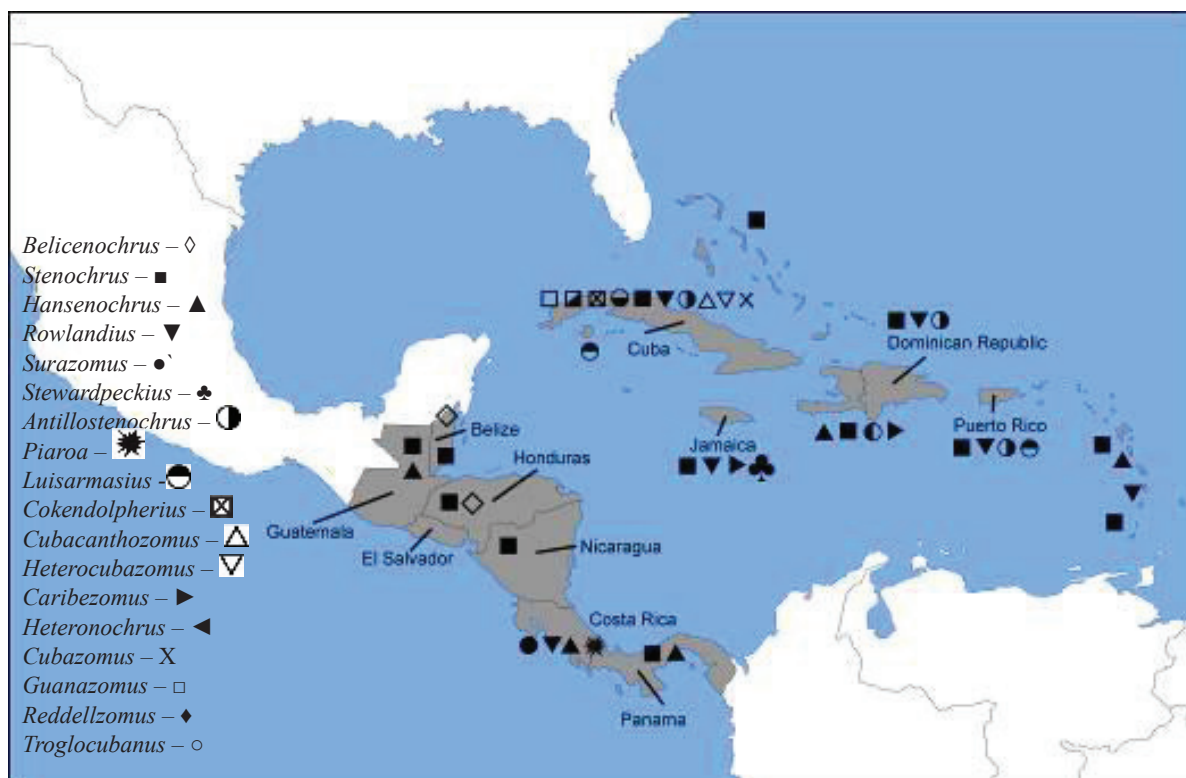 Belicenochrus – ◊
Stenochrus – ■
Hansenochrus – ▲
Rowlandius – ▼
Surazomus – ●`
Stewardpeckius – ♣
Antillostenochrus – ◑
Piaroa – ✹
Luisarmasius - ◓
Cokendolpherius – ⊠
Cubacanthozomus – △
Heterocubazomus – ▽
Caribezomus – ►
Heteronochrus – ◄
Cubazomus – X
Guanazomus – □
Reddellzomus – ♦
Troglocubanus – ○
Cuba
Dominican Republic
Jamaica
Puerto Rico
Belize
Honduras
Guatemala
El Salvador
Nicaragua
Costa Rica
Panama